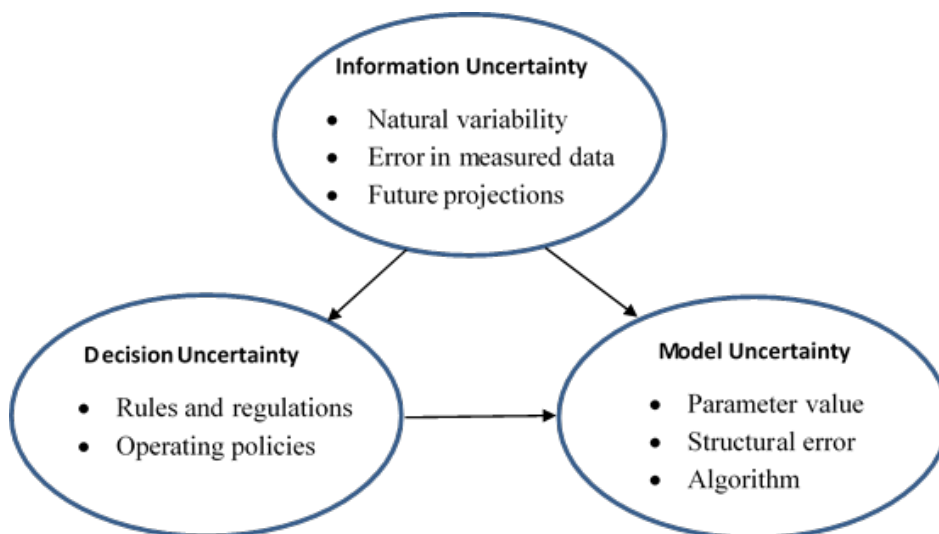 Information Uncertainty
• Natural variability
• Error in measured data
• Future projections
Decision Uncertainty
• Rules and regulations
• Operating policies
Model Uncertainty
• Parameter value
• Structural error
• Algorithm